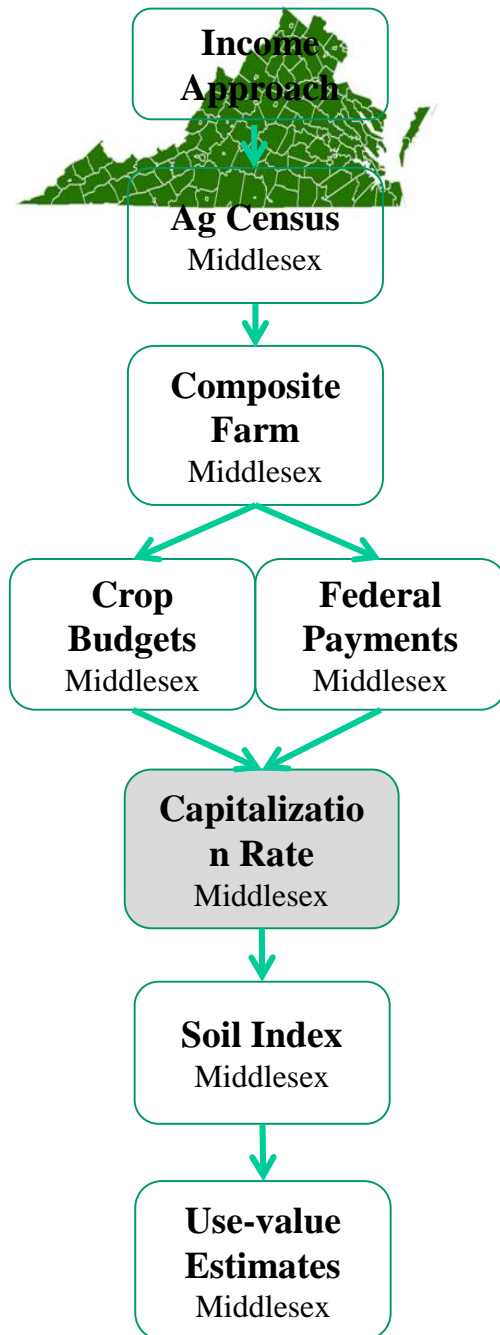 Income
Approach
Ag Census
Middlesex
Composite
Farm
Middlesex
Crop
Budgets
Middlesex
Federal
Payments
Middlesex
Capitalizatio
n Rate
Middlesex
Soil Index
Middlesex
Use-value
Estimates
Middlesex